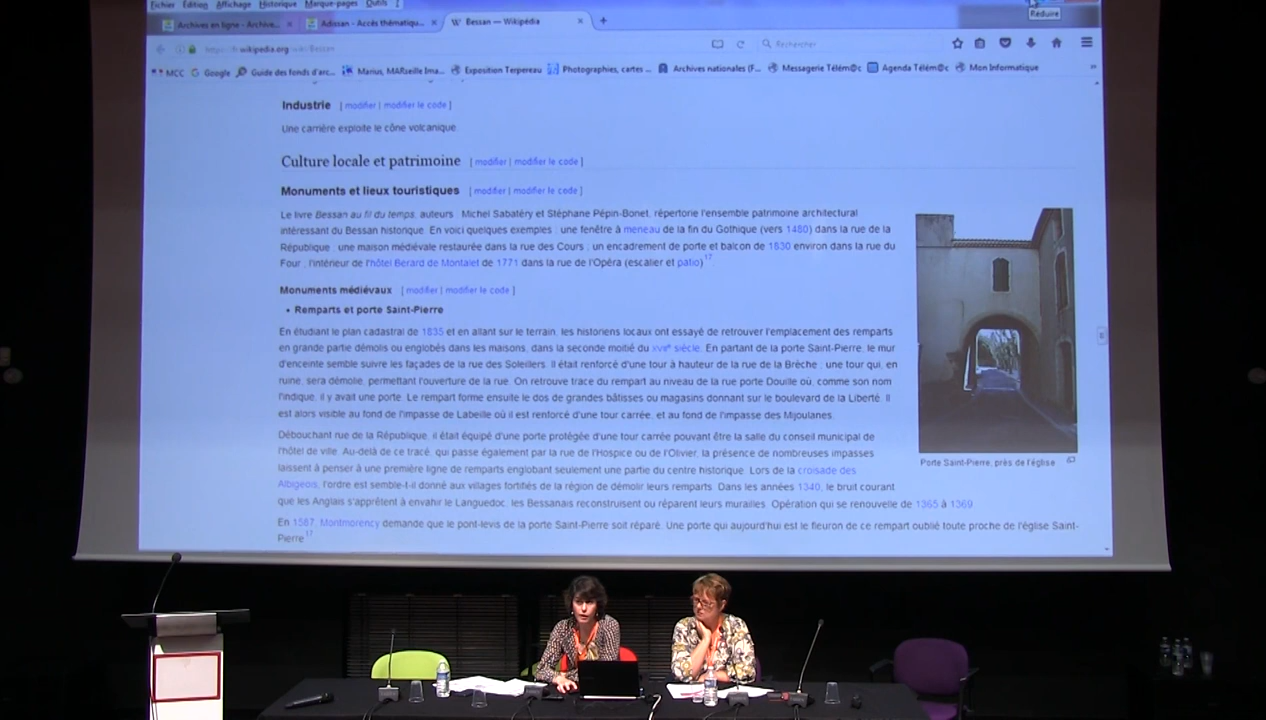 Fichier Édition Affichage Historique Marque-pages Outils ?
Réduire
Archives en ligne - Archive...
Adissan - Accès thématiqu...
Bessan — Wikipédia
wikipedia.org
Rechercher
MCC Google Guide des fonds d'arc... Marius, MARseille Ima... Exposition Terpereau Photographies, cartes ... Archives nationales (F... Messagerie Télém@c Agenda Télém@c Mon Informatique
Industrie [ modifier | modifier le code ]
Une carrière exploite le cône volcanique.
Culture locale et patrimoine [ modifier | modifier le code ]
Monuments et lieux touristiques [ modifier | modifier le code ]
Le livre Bessan au fil du temps, auteurs : Michel Sabatéry et Stéphane Pépin-Bonet, répertorie l'ensemble patrimoine architectural
intéressant du Bessan historique. En voici quelques exemples : une fenêtre à meneau de la fin du Gothique (vers 1480) dans la rue de la
République ; une maison médiévale restaurée dans la rue des Cours ; un encadrement de porte et balcon de 1830 environ dans la rue du
Four ; l'intérieur de l'hôtel Bérard de Montalet de 1771 dans la rue de l'Opéra (escalier et patio) 17
Monuments médiévaux [ modifier | modifier le code ]
• Remparts et porte Saint-Pierre
En étudiant le plan cadastral de 1835 et en allant sur le terrain, les historiens locaux ont essayé de retrouver l'emplacement des remparts
en grande partie démolis ou englobés dans les maisons, dans la seconde moitié du XVIIe siècle. En partant de la porte Saint-Pierre, le mur
d'enceinte semble suivre les façades de la rue des Soleillers. Il était renforcé d'une tour à hauteur de la rue de la Brèche ; une tour qui, en
ruine, sera démolie, permettant l'ouverture de la rue. On retrouve trace du rempart au niveau de la rue porte Douille où, comme son nom
l'indique, il y avait une porte. Le rempart forme ensuite le dos de grandes bâtisses ou magasins donnant sur le boulevard de la Liberté. Il
est alors visible au fond de l'impasse de Labeille où il est renforcé d'une tour carrée, et au fond de l'impasse des Mijoulanes.
Débouchant rue de la République, il était équipé d'une porte protégée d'une tour carrée pouvant être la salle du conseil municipal de
l'hôtel de ville. Au-delà de ce tracé, qui passe également par la rue de l'Hospice ou de l'Olivier, la présence de nombreuses impasses
laissent à penser à une première ligne de remparts englobant seulement une partie du centre historique. Lors de la croisade des
Albigeois, l'ordre est semble-t-il donné aux villages fortifiés de la région de démolir leurs remparts. Dans les années 1340, le bruit courant
que les Anglais s'apprêtent à envahir le Languedoc, les Bessanais reconstruisent ou réparent leurs murailles. Opération qui se renouvelle de 1365 à 1369.
En 1587, Montmorency demande que le pont-levis de la porte Saint-Pierre soit réparé. Une porte qui aujourd'hui est le fleuron de ce rempart oublié toute proche de l'église Saint-
Pierre 17
Porte Saint-Pierre, près de l'église